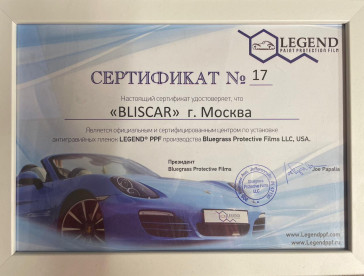 LEGEND
PAINT PROTECTION FILM
СЕРТИФИКАТ № 17
Настоящий сертификат удостоверяет, что
«BLISCAR» г. Москва
Является официальным и сертифицированным центром по установке
антигравийных пленок LEGEND® PPF производства Bluegrass Protective Films LLC, USA.
Президент
Bluegrass Protective Films
Joe Papalia
LEGEND
www.Legendppf.com
www.Legendppf.ru